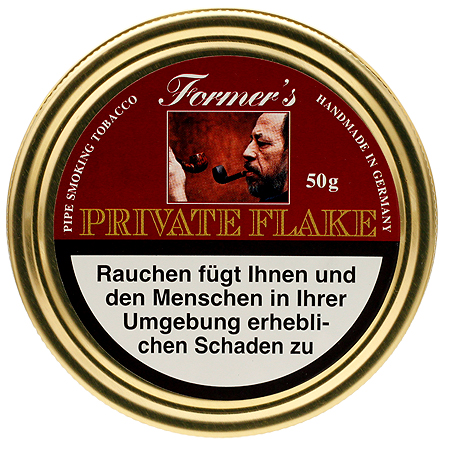 Former's
PIPE SMOKING TOBACCO
HANDMADE IN GERMANY
50g
PRIVATE FLAKE
Rauchen fügt Ihnen und
den Menschen in Ihrer
Umgebung erhebli-
chen Schaden zu